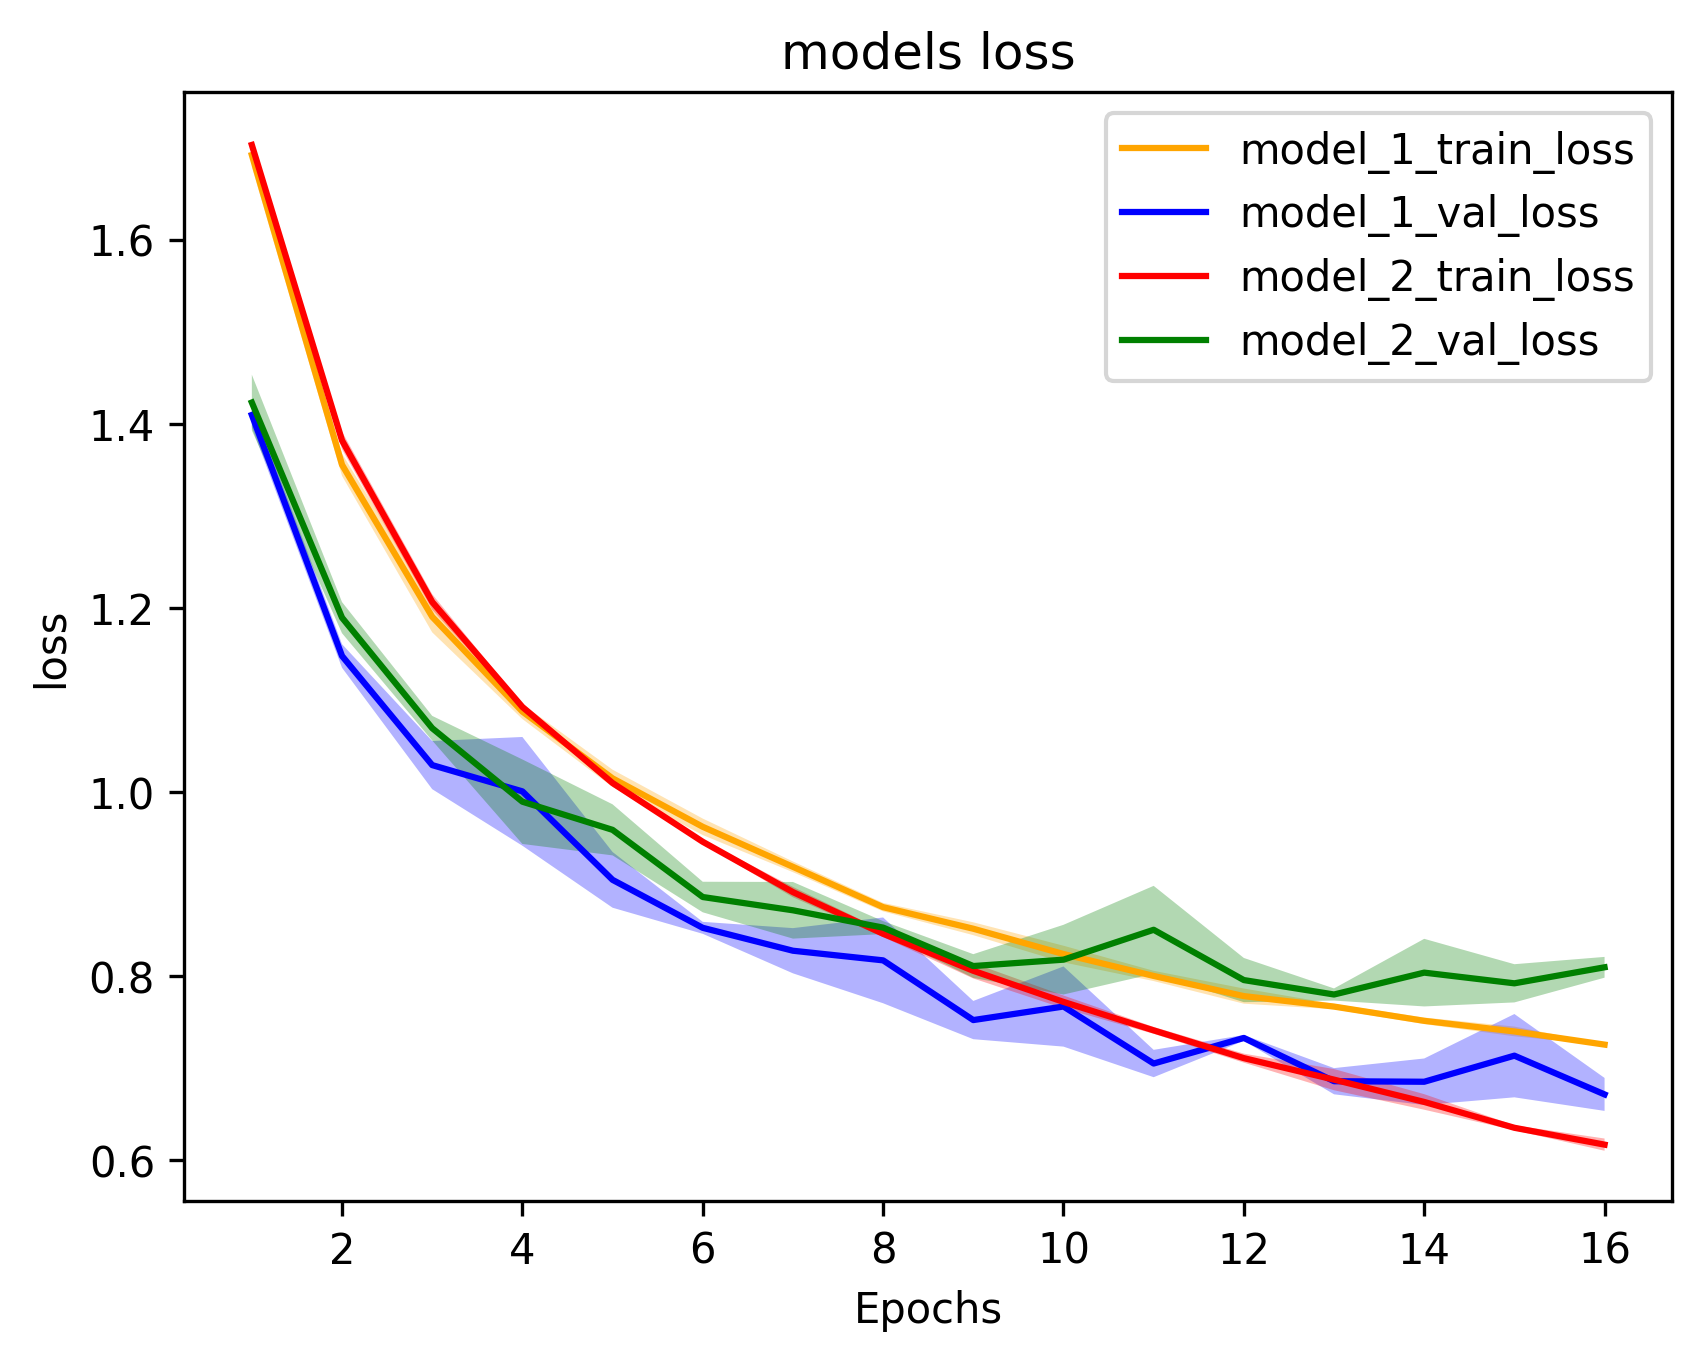 models loss
model_1_train_loss
model_1_val_loss
model_2_train_loss
model_2_val_loss
1.6
1.4
1.2
1.0
0.8
0.6
loss
2 4 6 8 10 12 14 16
Epochs